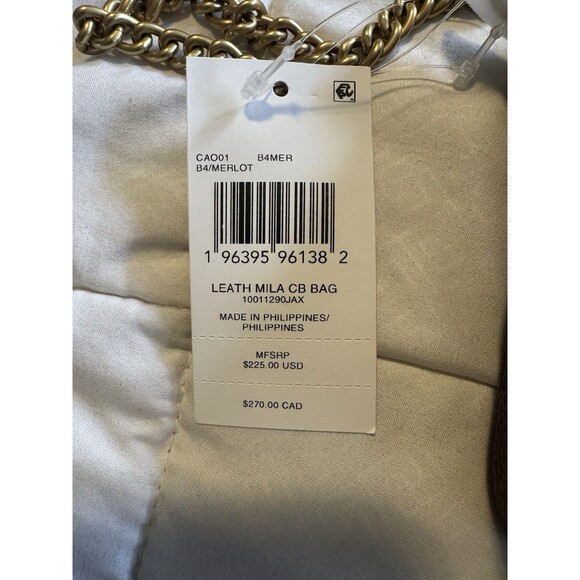 CAO01 B4MER
B4/MERLOT
1 96395 96138 2
LEATH MILA CB BAG
10011290JAX
MADE IN PHILIPPINES/
PHILIPPINES
MFSRP
$225.00 USD
$270.00 CAD